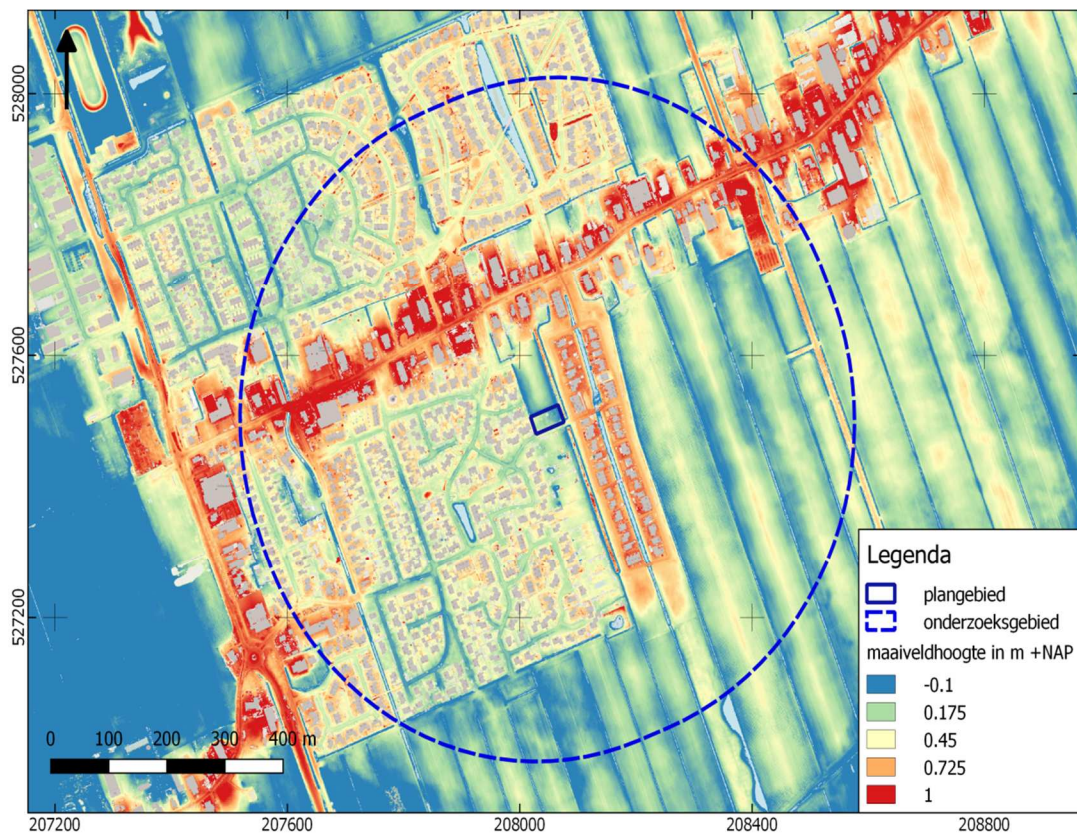 528000
527600
527200
0 100 200 300 400 m
Legenda
plangebied
onderzoeksgebied
maaiveldhoogte in m +NAP
-0.1
0.175
0.45
0.725
1
207200 207600 208000 208400 208800